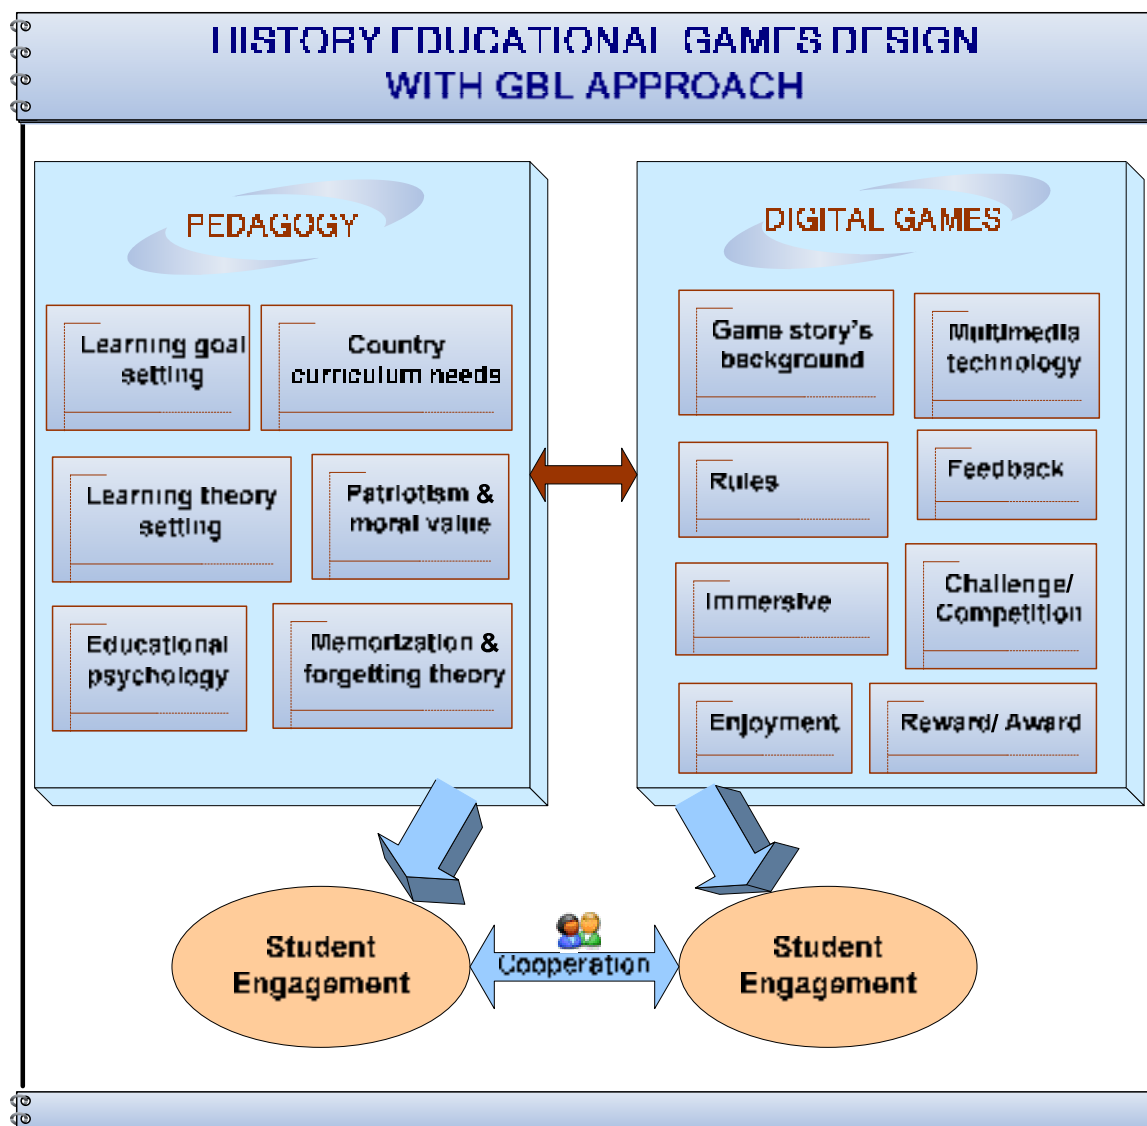 HISTORY EDUCATIONAL GAMES DESIGN
WITH GBL APPROACH
PEDAGOGY
Learning goal
setting
Country
curriculum needs
Learning theory
setting
Patriotism &
moral value
Educational
psychology
Memorization &
forgetting theory
DIGITAL GAMES
Game story's
background
Multimedia
technology
Rules
Feedback
Immersive
Challenge/
Competition
Enjoyment
Reward/ Award
Student
Engagement
Cooperation
Student
Engagement